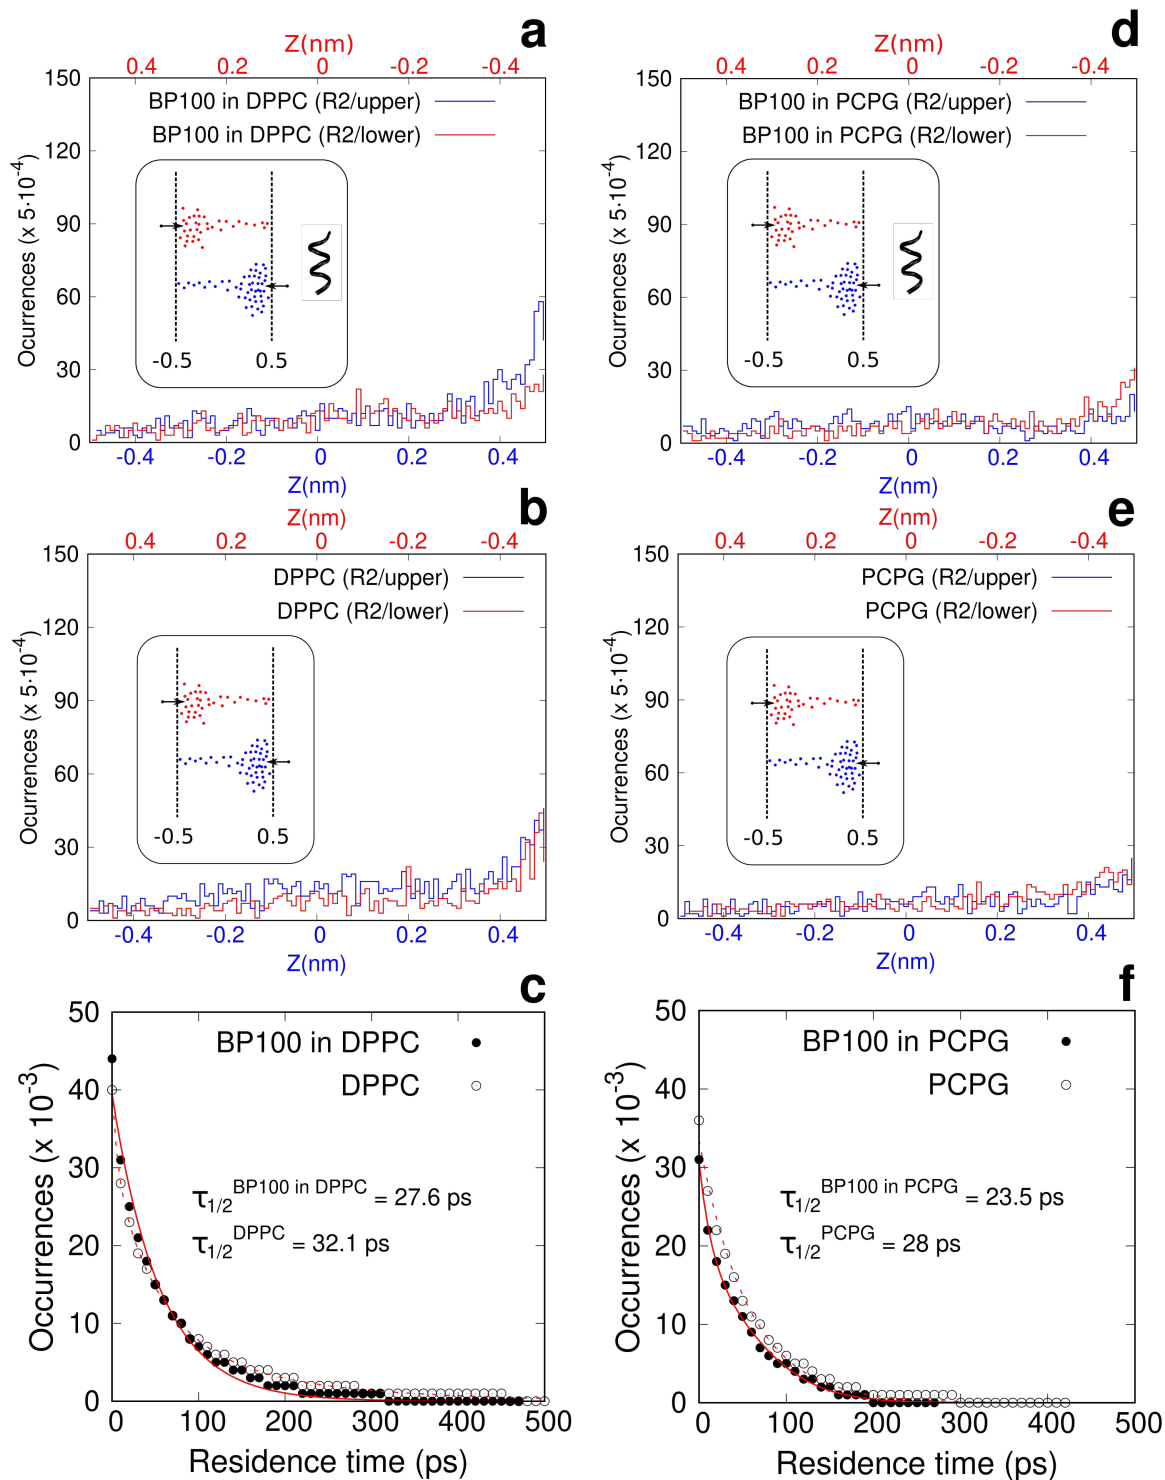 a
Z(nm)
0.4 0.2 0 -0.2 -0.4
150
120
90
60
30
0
Ocurrences (x 5·10-4)
BP100 in DPPC (R2/upper)
BP100 in DPPC (R2/lower)
-0.5 0.5
-0.4 -0.2 0 0.2 0.4
Z(nm)
d
Z(nm)
0.4 0.2 0 -0.2 -0.4
150
120
90
60
30
0
Ocurrences (x 5·10-4)
BP100 in PCPG (R2/upper)
BP100 in PCPG (R2/lower)
-0.5 0.5
-0.4 -0.2 0 0.2 0.4
Z(nm)
b
Z(nm)
0.4 0.2 0 -0.2 -0.4
150
120
90
60
30
0
Ocurrences (x 5·10-4)
DPPC (R2/upper)
DPPC (R2/lower)
-0.5 0.5
-0.4 -0.2 0 0.2 0.4
Z(nm)
e
Z(nm)
0.4 0.2 0 -0.2 -0.4
150
120
90
60
30
0
Ocurrences (x 5·10-4)
PCPG (R2/upper)
PCPG (R2/lower)
-0.5 0.5
-0.4 -0.2 0 0.2 0.4
Z(nm)
c
50
40
30
20
10
0
Occurrences (x 10-3)
BP100 in DPPC
DPPC
τ1/2 BP100 in DPPC = 27.6 ps
τ1/2 DPPC = 32.1 ps
0 100 200 300 400 500
Residence time (ps)
f
50
40
30
20
10
0
Occurrences (x 10-3)
BP100 in PCPG
PCPG
τ1/2 BP100 in PCPG = 23.5 ps
τ1/2 PCPG = 28 ps
0 100 200 300 400 500
Residence time (ps)